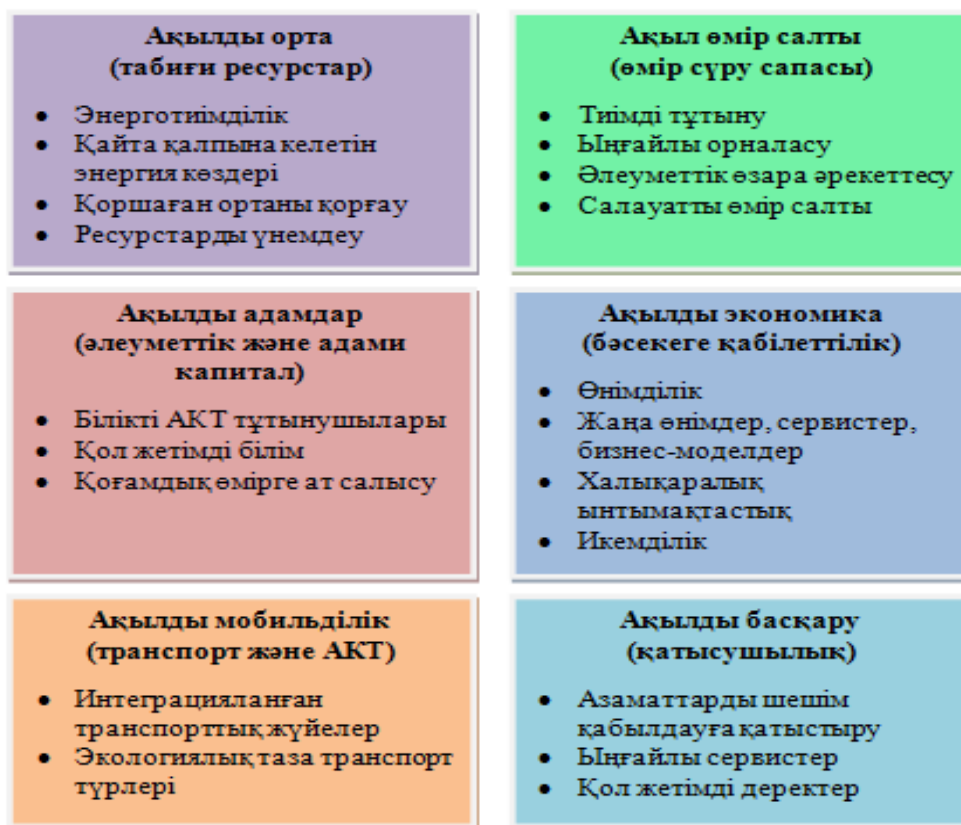 Ақылды орта
(табиғи ресурстар)
• Энерготиімділік
• Қайта қалпына келетін
энергия көздері
• Қоршаған ортаны қорғау
• Ресурстарды үнемдеу
Ақыл өмір салты
(өмір сүру сапасы)
• Тиімді тұтыну
• Ыңғайлы орналасу
• Әлеуметтік өзара әрекеттесу
• Салауатты өмір салты
Ақылды адамдар
(әлеуметтік және адами
капитал)
• Білікті АКТ тұтынушылары
• Қол жетімді білім
• Қоғамдық өмірге ат салысу
Ақылды экономика
(бәсекеге қабілеттілік)
• Өнімділік
• Жаңа өнімдер, сервистер,
бизнес-моделдер
• Халықаралық
ынтымақтастық
• Икемділік
Ақылды мобильділік
(транспорт және АКТ)
• Интеграцияланған
транспорттық жүйелер
• Экологиялық таза транспорт
түрлері
Ақылды басқару
(қатысушылық)
• Азаматтарды шешім
қабылдауға қатыстыру
• Ыңғайлы сервистер
• Қол жетімді деректер